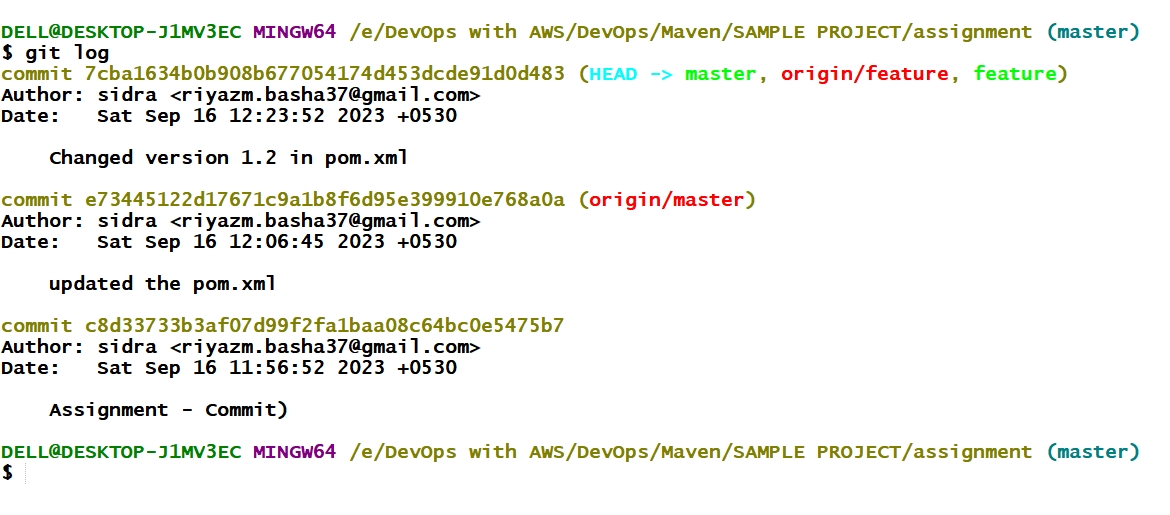 DELL@DESKTOP-J1MV3EC MINGW64 /e/DevOps with AWS/DevOps/Maven/SAMPLE PROJECT/assignment (master)
$ git log
commit 7cba1634b0b908b677054174d453dcde91d0d483 (HEAD -> master, origin/feature, feature)
Author: sidra <riyazm.basha37@gmail.com>
Date:   Sat Sep 16 12:23:52 2023 +0530

    Changed version 1.2 in pom.xml

commit e73445122d17671c9a1b8f6d95e399910e768a0a (origin/master)
Author: sidra <riyazm.basha37@gmail.com>
Date:   Sat Sep 16 12:06:45 2023 +0530

    updated the pom.xml

commit c8d33733b3af07d99f2fa1baa08c64bc0e5475b7
Author: sidra <riyazm.basha37@gmail.com>
Date:   Sat Sep 16 11:56:52 2023 +0530

    Assignment - Commit)

DELL@DESKTOP-J1MV3EC MINGW64 /e/DevOps with AWS/DevOps/Maven/SAMPLE PROJECT/assignment (master)
$